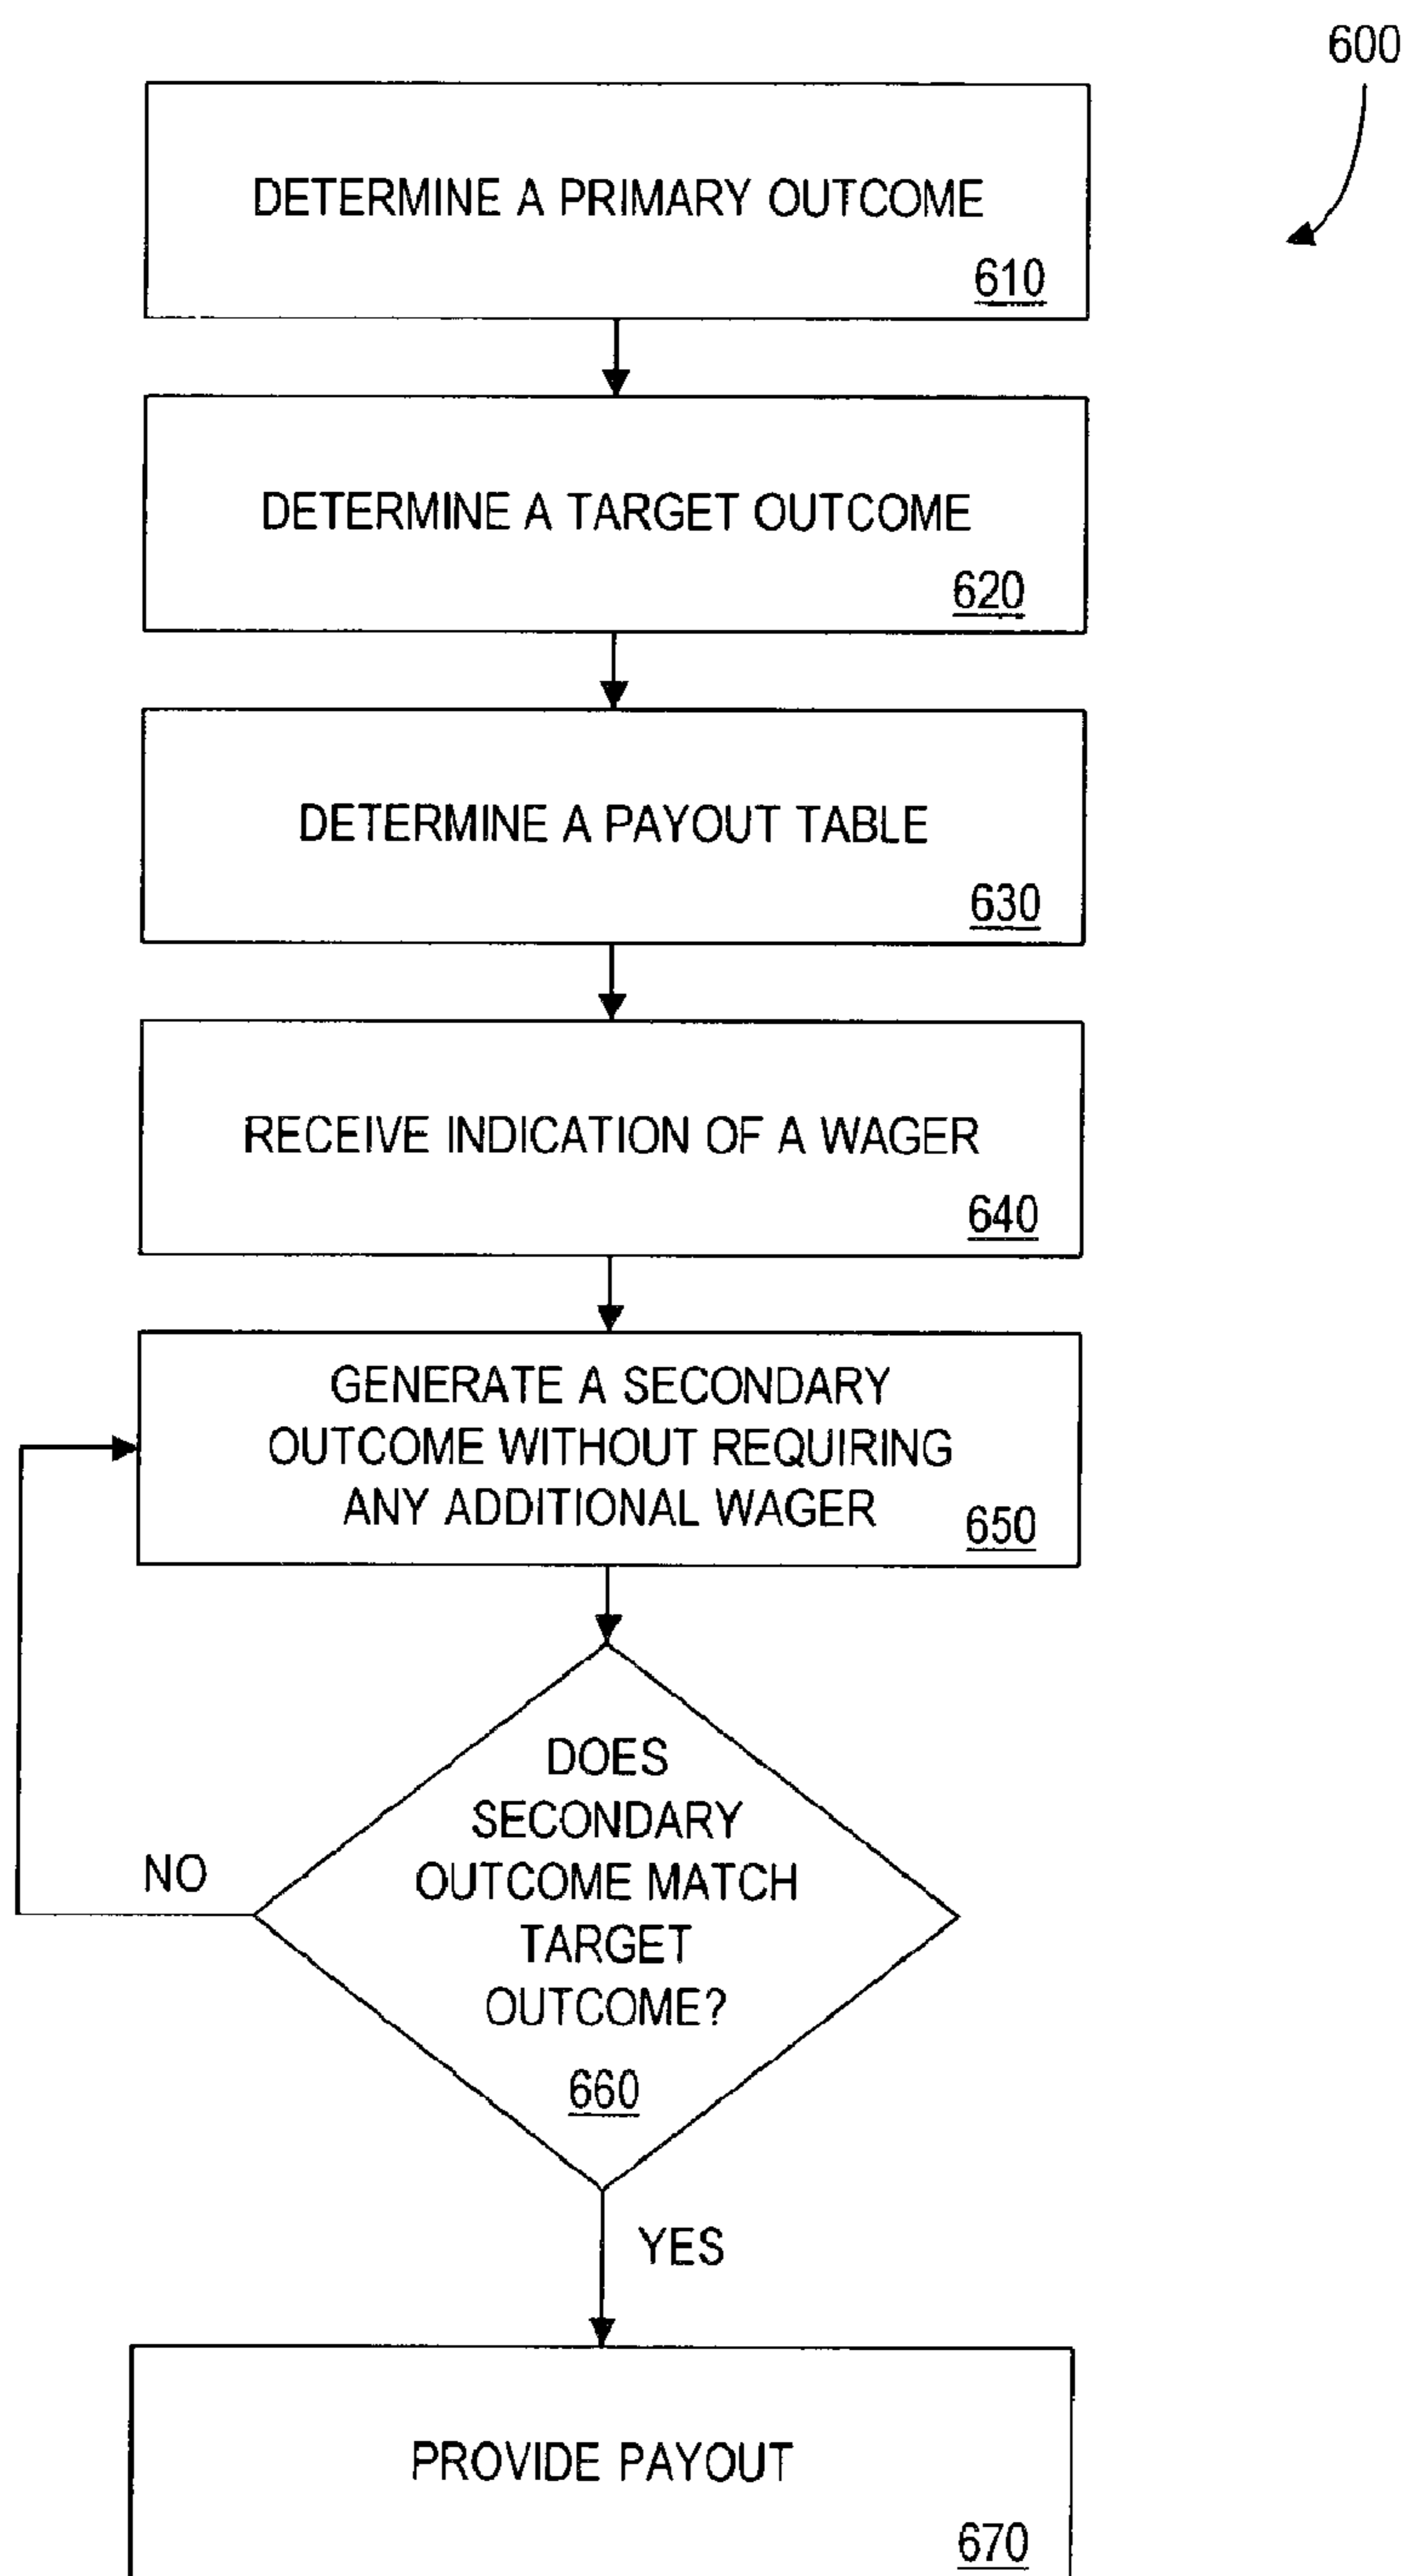 600
DETERMINE A PRIMARY OUTCOME
610
DETERMINE A TARGET OUTCOME
620
DETERMINE A PAYOUT TABLE
630
RECEIVE INDICATION OF A WAGER
640
GENERATE A SECONDARY
OUTCOME WITHOUT REQUIRING
ANY ADDITIONAL WAGER
650
DOES
SECONDARY
OUTCOME MATCH
TARGET
OUTCOME?
660
NO
YES
PROVIDE PAYOUT
670